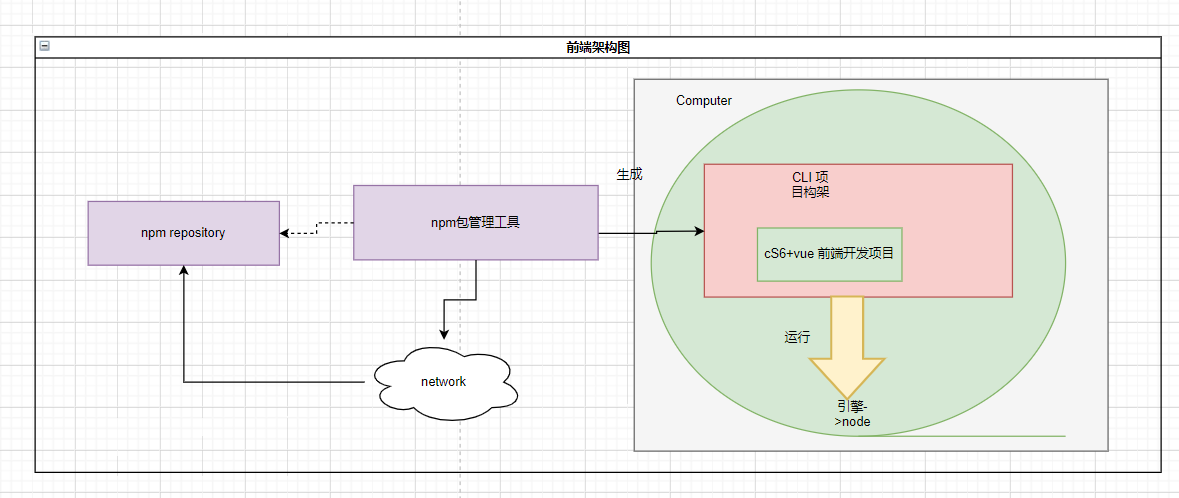 前端架构图
Computer
生成
CLI 项
目构架
npm repository
npm包管理工具
cS6+vue 前端开发项目
运行
network
引擎-
>node